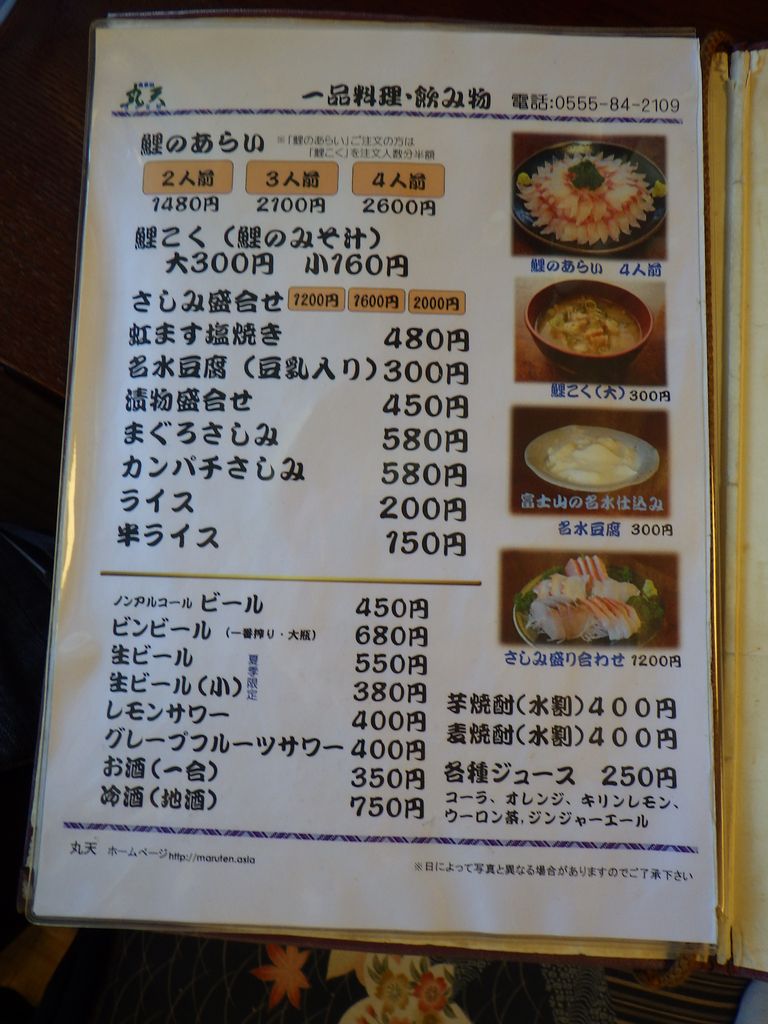 丸天 一品料理・飲み物 電話:0555-84-2109
鯉のあらい ※「鯉のあらい」ご注文の方は
「鯉こく」を注文人数分半額
2人前 3人前 4人前
1480円 2100円 2600円
鯉こく(鯉のみそ汁)
大300円 小160円
さしみ盛合せ 1200円 1600円 2000円
虹ます塩焼き 480円
名水豆腐(豆乳入り)300円
漬物盛合せ 450円
まぐろさしみ 580円
カンパチさしみ 580円
ライス 200円
半ライス 150円
鯉のあらい 4人前
鯉こく(大)300円
富士山の名水仕込み
名水豆腐 300円
さしみ盛り合わせ 1200円
ノンアルコール ビール 450円
ビンビール (一番搾り・大瓶) 680円
生ビール 550円
生ビール(小) 380円
夏季限定
レモンサワー 400円
グレープフルーツサワー 400円
お酒(一合) 350円
冷酒(地酒) 750円
芋焼酎(水割)400円
麦焼酎(水割)400円
各種ジュース 250円
コーラ、オレンジ、キリンレモン、
ウーロン茶,ジンジャーエール
丸天 ホームページhttp://maruten.asia
※日によって写真と異なる場合がありますのでご了承下さい